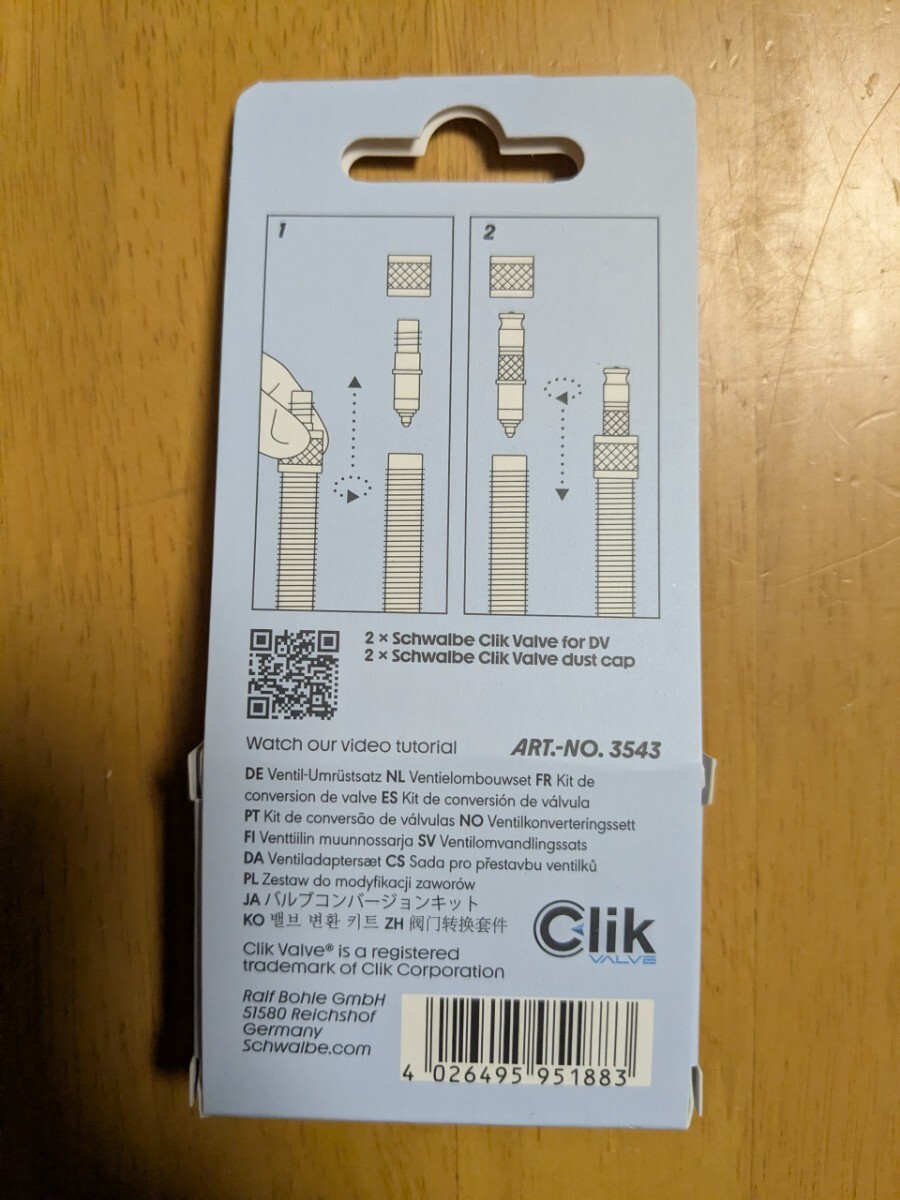 1
2
2 × Schwalbe Clik Valve for DV
2 × Schwalbe Clik Valve dust cap
Watch our video tutorial
ART.-NO. 3543
DE Ventil-Umrüstsatz NL Ventielombouwset FR Kit de
conversion de valve ES Kit de conversión de válvula
PT Kit de conversão de válvulas NO Ventilkonverteringssett
FI Venttiilin muunnossarja SV Ventilomvandlingssats
DA Ventiladaptersæt CS Sada pro přestavbu ventilků
PL Zestaw do modyfikacji zaworów
JA バルブコンバージョンキット
KO 밸브 변환 키트 ZH 阀门转换套件
Clik Valve® is a registered
trademark of Clik Corporation
Clik
VALVE
Ralf Bohle GmbH
51580 Reichshof
Germany
Schwalbe.com
4 026495 951883